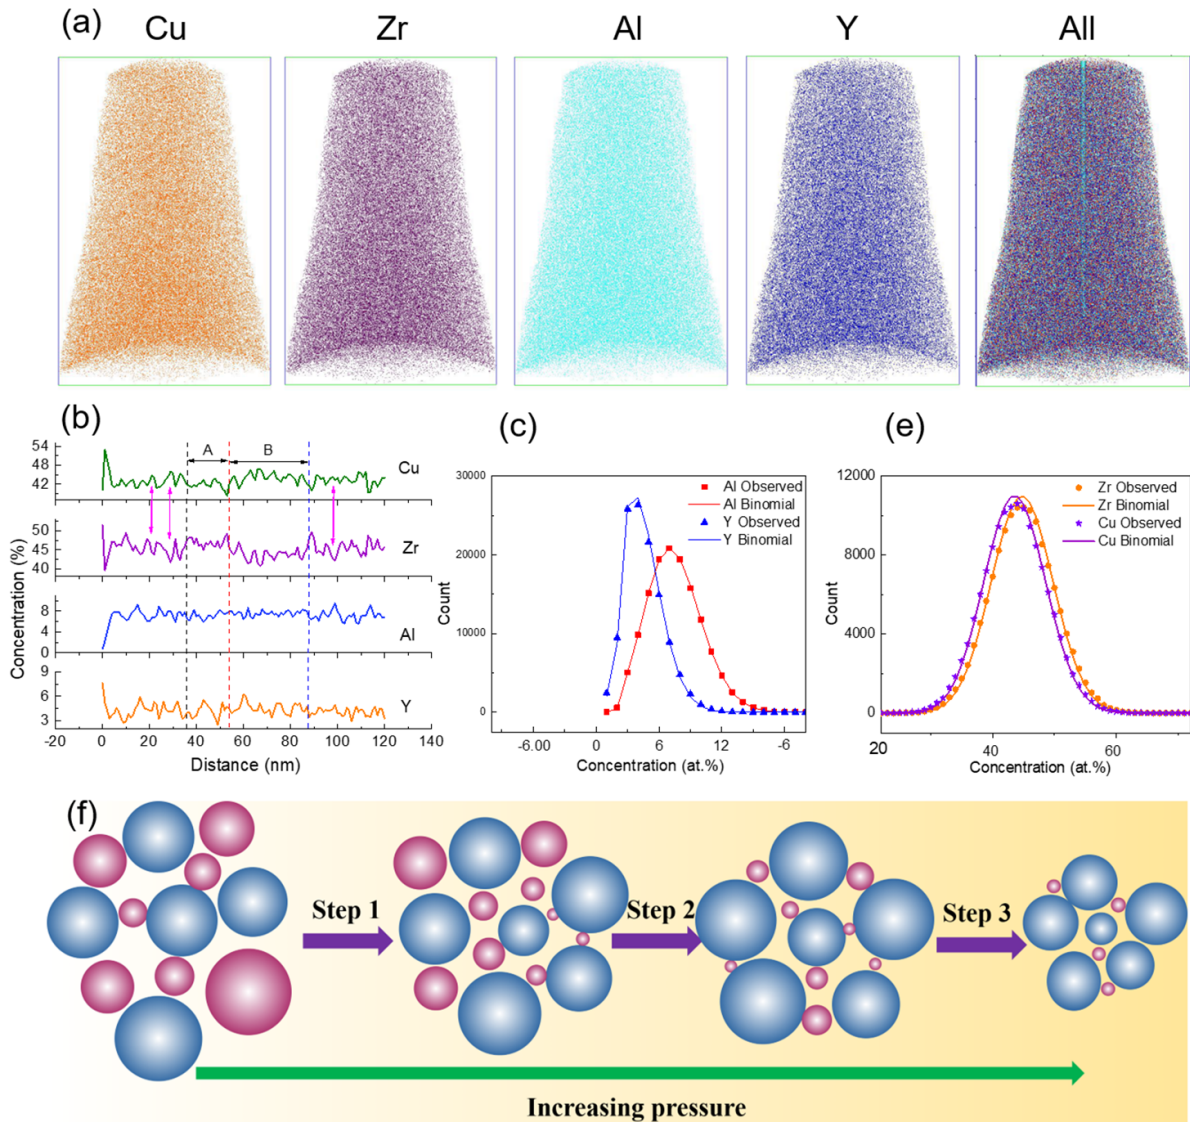 (a)
Cu Zr Al Y All
(b)
Concentration (%)
54
48
42
Cu
A B
50
45
40
Zr
8
4
0
Al
9
6
3
Y
-20 0 20 40 60 80 100 120 140
Distance (nm)
(c)
Count
30000
20000
10000
0
Al Observed
Al Binomial
Y Observed
Y Binomial
-6.00 0 6 12 -6
Concentration (at.%)
(e)
Count
12000
8000
4000
0
Zr Observed
Zr Binomial
Cu Observed
Cu Binomial
20 40 60
Concentration (at.%)
(f)
Step 1
Step 2
Step 3
Increasing pressure